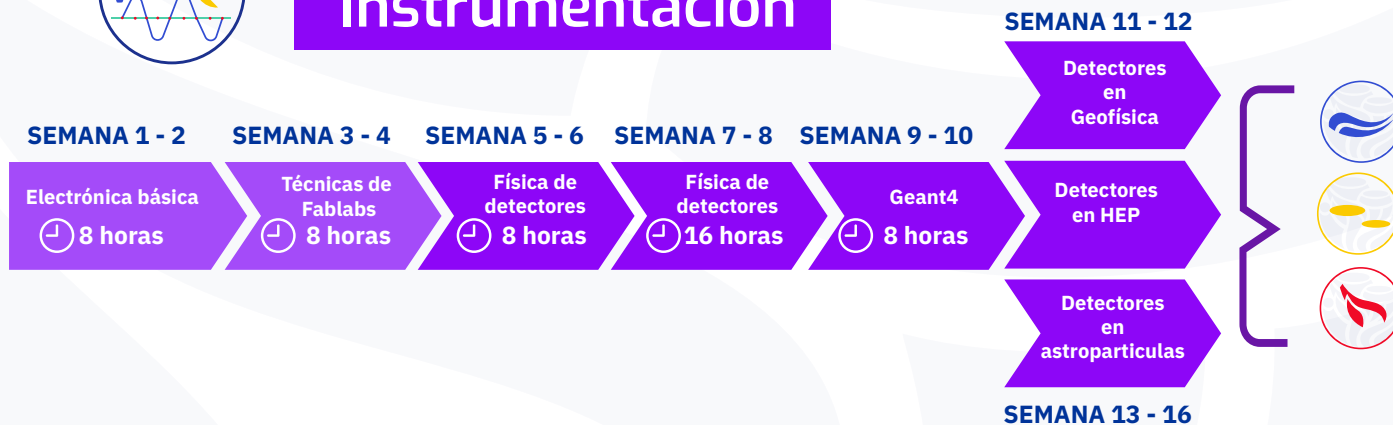 Instrumentación
SEMANA 11 - 12
Detectores
en
Geofísica
SEMANA 1 - 2
Electrónica básica
8 horas
SEMANA 3 - 4
Técnicas de
Fablabs
8 horas
SEMANA 5 - 6
Física de
detectores
8 horas
SEMANA 7 - 8
Física de
detectores
16 horas
SEMANA 9 - 10
Geant4
8 horas
Detectores
en HEP
Detectores
en
astroparticulas
SEMANA 13 - 16